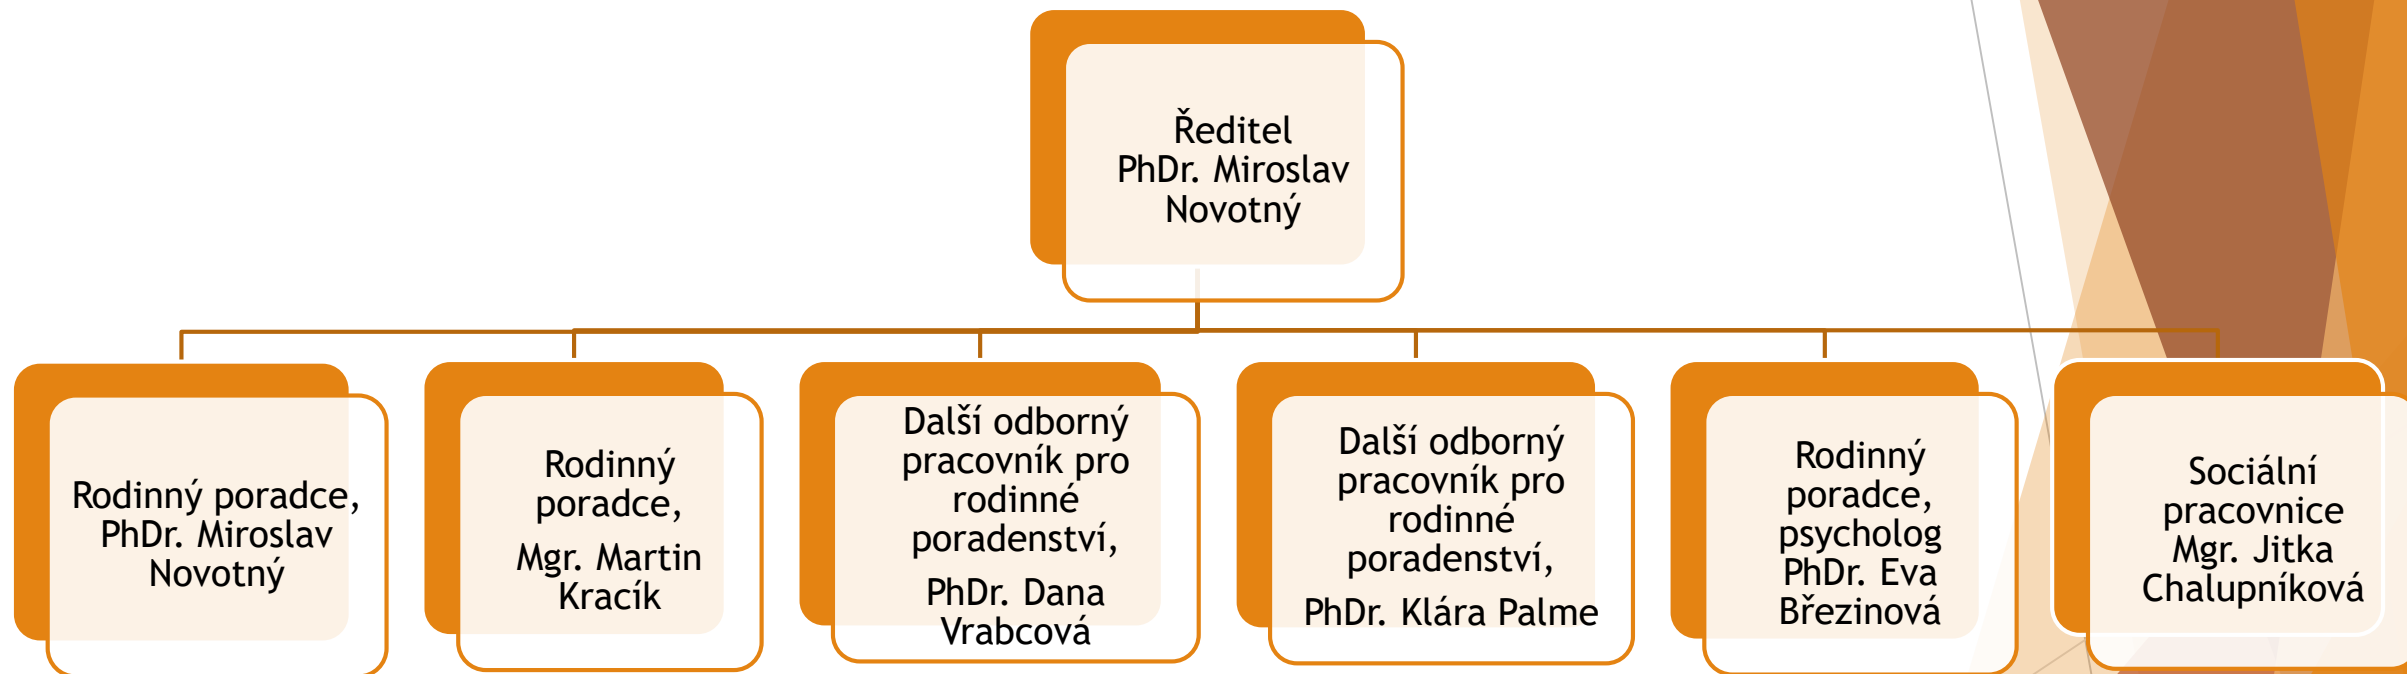 Ředitel
PhDr. Miroslav
Novotný
Rodinný poradce,
PhDr. Miroslav
Novotný
Rodinný
poradce,
Mgr. Martin
Kracík
Další odborný
pracovník pro
rodinné
poradenství,
PhDr. Dana
Vrabcová
Další odborný
pracovník pro
rodinné
poradenství,
PhDr. Klára Palme
Rodinný
poradce,
psycholog
PhDr. Eva
Březinová
Sociální
pracovnice
Mgr. Jitka
Chalupníková